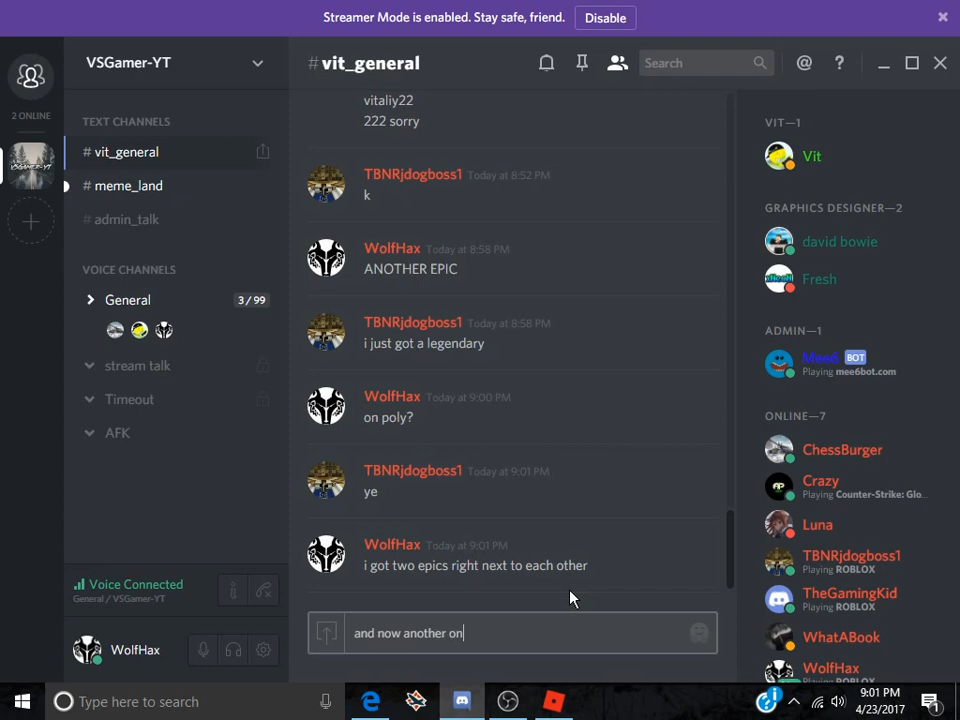 Streamer Mode is enabled. Stay safe, friend. Disable
VSGamer-YT
2 ONLINE
TEXT CHANNELS
# vit_general
# meme_land
# admin_talk
VOICE CHANNELS
General 3 / 99
stream talk
Timeout
AFK
Voice Connected
General / VSGamer-YT
WolfHax
# vit_general
Search
vitaliy22
222 sorry
TBNRjdogboss1 Today at 8:52 PM
k
WolfHax Today at 8:58 PM
ANOTHER EPIC
TBNRjdogboss1 Today at 8:58 PM
i just got a legendary
WolfHax Today at 9:00 PM
on poly?
TBNRjdogboss1 Today at 9:01 PM
ye
WolfHax Today at 9:01 PM
i got two epics right next to each other
and now another on
VIT—1
Vit
GRAPHICS DESIGNER—2
david bowie
Fresh
ADMIN—1
Mee6 BOT
Playing mee6bot.com
ONLINE—7
ChessBurger
Crazy
Playing Counter-Strike: Glo...
Luna
TBNRjdogboss1
Playing ROBLOX
TheGamingKid
Playing ROBLOX
WhatABook
WolfHax
Type here to search
9:01 PM
4/23/2017
1